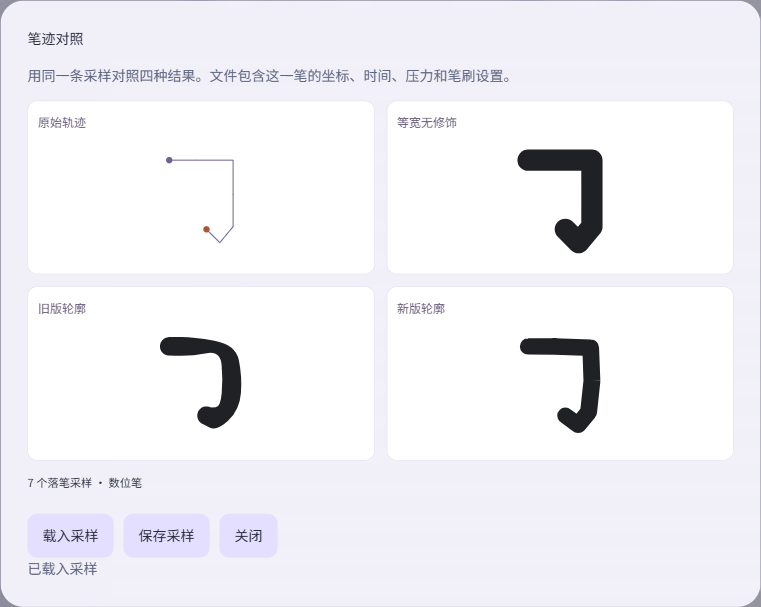 笔迹对照
用同一条采样对照四种结果。文件包含这一笔的坐标、时间、压力和笔刷设置。
原始轨迹
等宽无修饰
旧版轮廓
新版轮廓
7 个落笔采样 · 数位笔
载入采样
保存采样
关闭
已载入采样